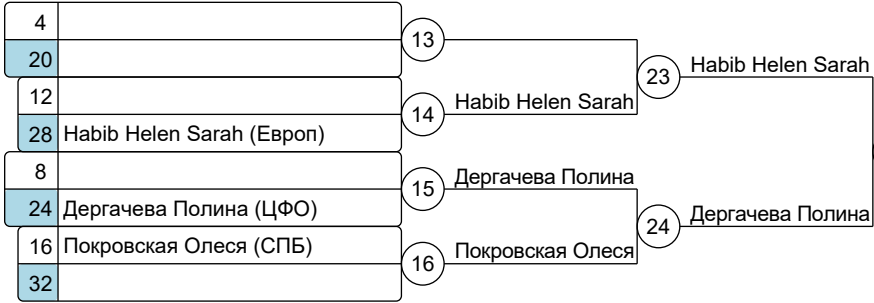 4
13
20
23
Habib Helen Sarah
12
14
Habib Helen Sarah
28
Habib Helen Sarah (Европ)
8
15
Дергачева Полина
24
Дергачева Полина (ЦФО)
24
Дергачева Полина
16
Покровская Олеся (СПБ)
16
Покровская Олеся
32